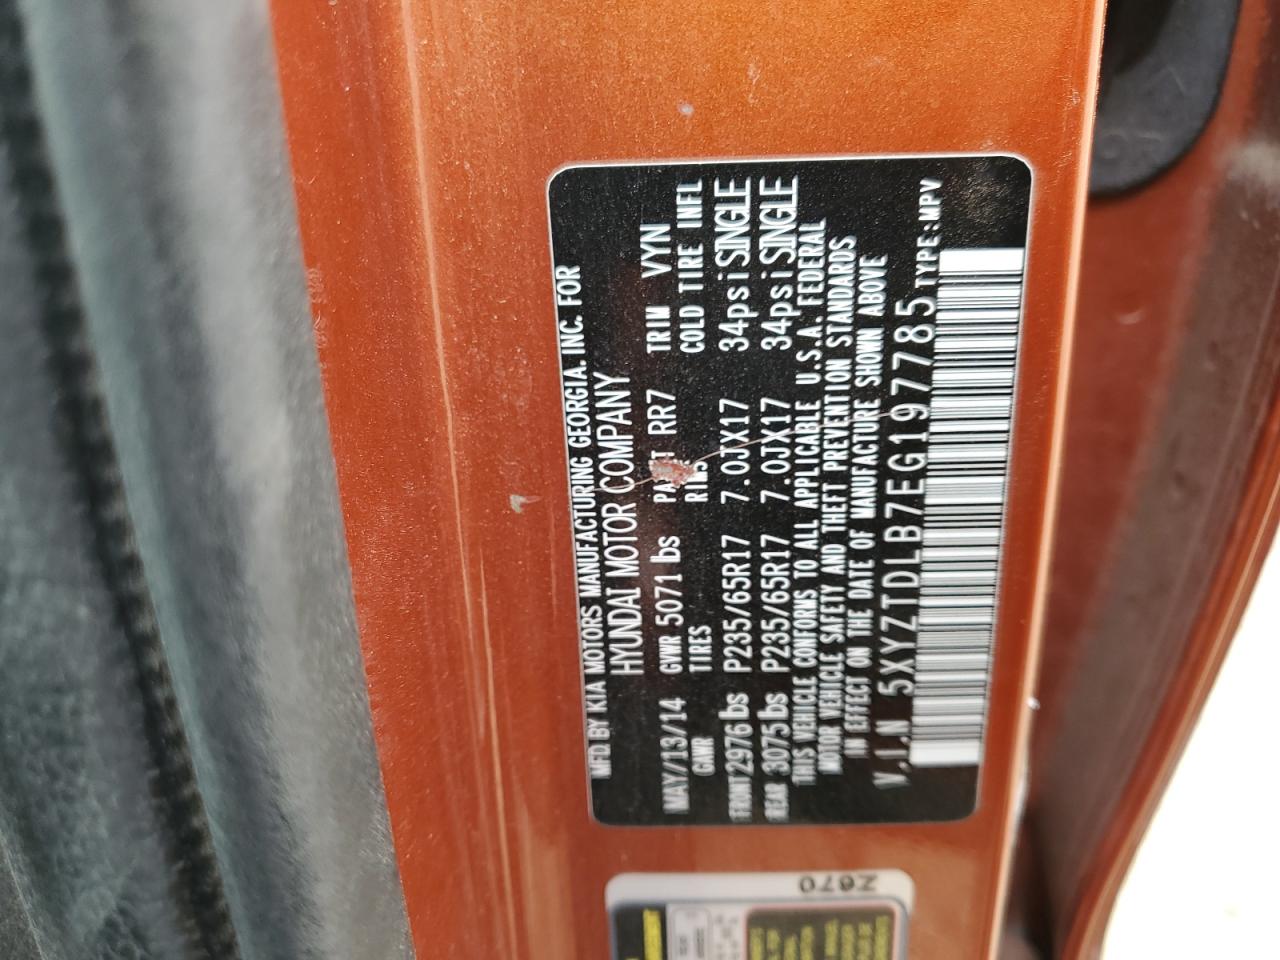 MFD BY KIA MOTORS MANUFACTURING GEORGIA. INC. FOR
HYUNDAI MOTOR COMPANY
MAY/13/14 GWR 5071 lbs PAINT RR7 TRIM VYN
GAWR TIRES RIMS COLD TIRE INFL
FRONT 2976 lbs P235/65R17 7.0JX17 34psi SINGLE
REAR 3075 lbs P235/65R17 7.0JX17 34psi SINGLE
THIS VEHICLE CONFORMS TO ALL APPLICABLE U.S.A. FEDERAL
MOTOR VEHICLE SAFETY AND THEFT PREVENTION STANDARDS
IN EFFECT ON THE DATE OF MANUFACTURE SHOWN ABOVE
V.I.N 5XYZTDLB7EG197785 TYPE:MPV
Z670